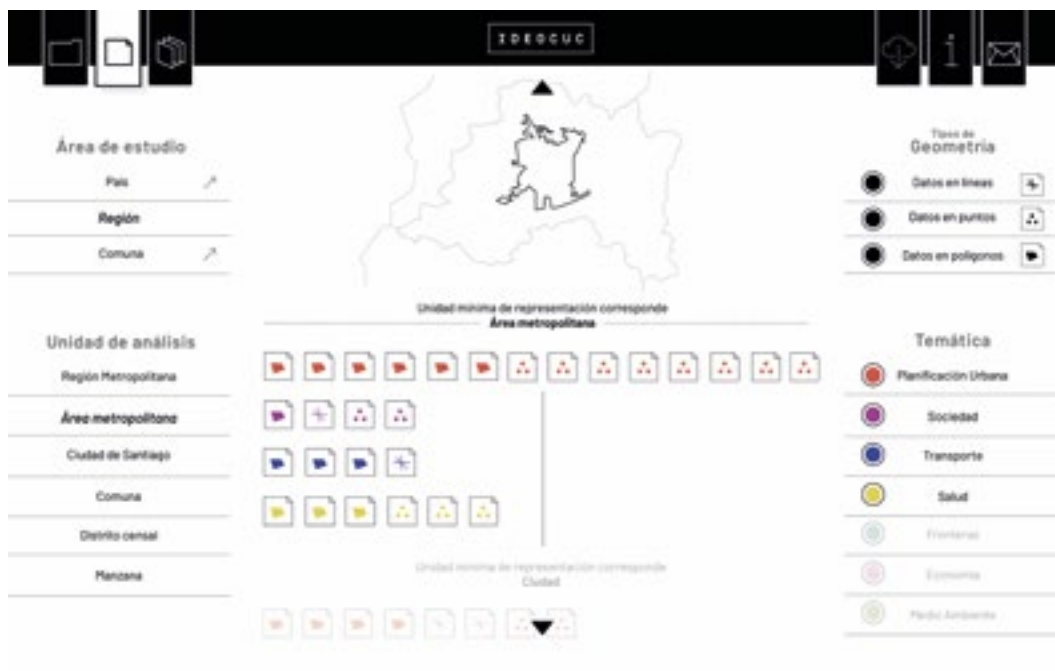 IDEOCUC
Área de estudio
País
Región
Comuna
Unidad de análisis
Región Metropolitana
Área metropolitana
Ciudad de Santiago
Comuna
Distrito censal
Manzana
Unidad mínima de representación corresponde
Área metropolitana
Unidad mínima de representación corresponde
Ciudad
Tipos de
Geometría
Datos en líneas
Datos en puntos
Datos en polígonos
Temática
Planificación Urbana
Sociedad
Transporte
Salud
Fronteras
Economía
Medio Ambiente